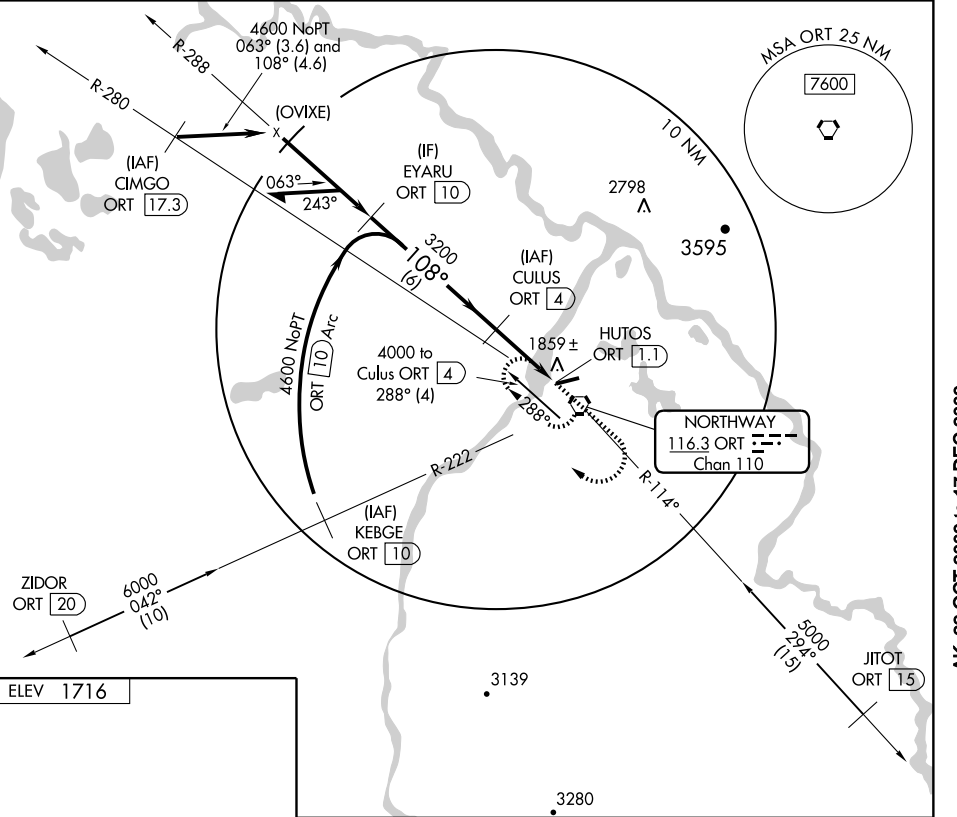 4600 NoPT
063° (3.6) and
108° (4.6)
R-288
R-280
(OVIXE)
x
(IAF)
CIMGO
ORT 17.3
063°
243°
(IF)
EYARU
ORT 10
3200
108°
(6)
10 NM
MSA ORT 25 NM
7600
2798
3595
(IAF)
CULUS
ORT 4
1859 ±
HUTOS
ORT 1.1
4600 NoPT
ORT 10 Arc
4000 to
Culus ORT 4
288° (4)
288°
NORTHWAY
116.3 ORT
Chan 110
R-222
R-114°
(IAF)
KEBGE
ORT 10
ZIDOR
ORT 20
6000
042°
(10)
5000
294°
(15)
JITOT
ORT 15
ELEV 1716
3139
3280